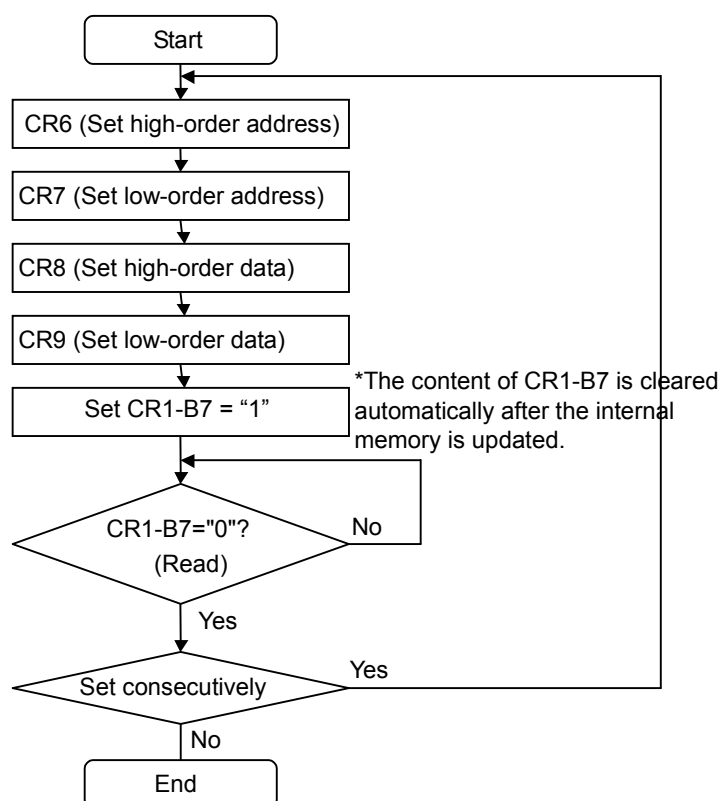 Start
CR6 (Set high-order address)
CR7 (Set low-order address)
CR8 (Set high-order data)
CR9 (Set low-order data)
Set CR1-B7 = “1”
*The content of CR1-B7 is cleared
automatically after the internal
memory is updated.
CR1-B7="0"?
(Read)
No
Yes
Set consecutively
Yes
No
End